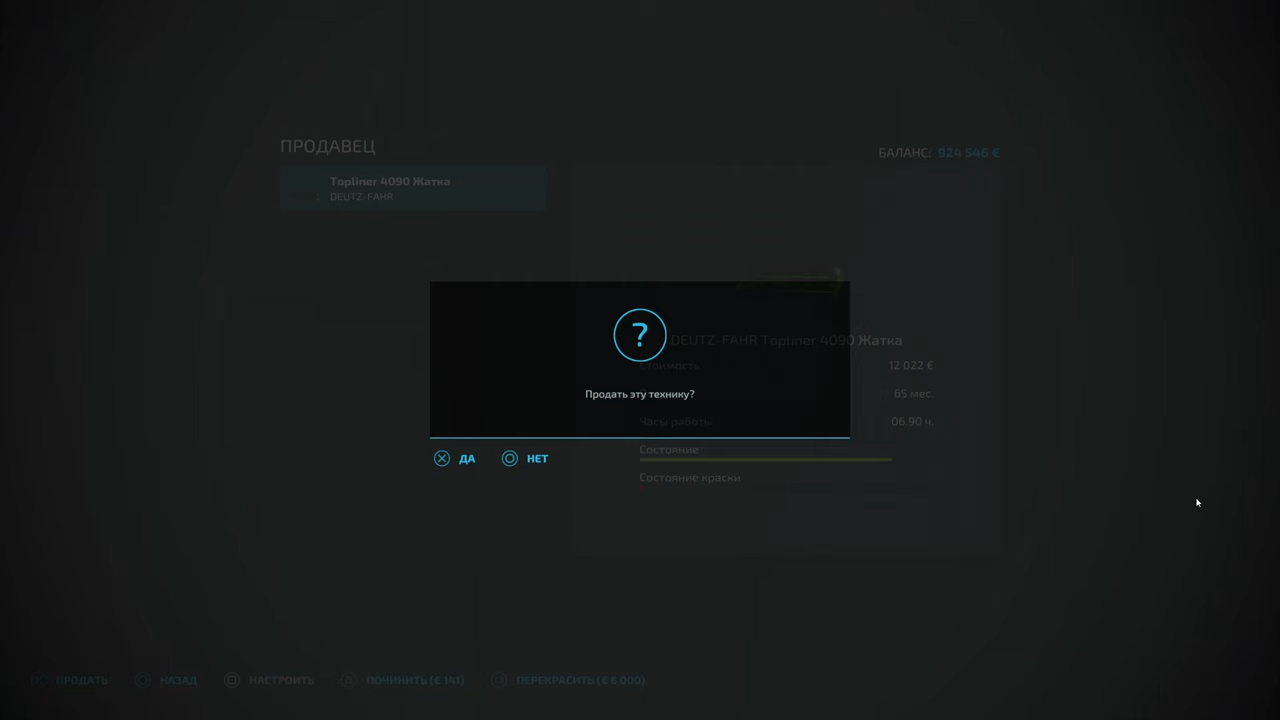 ПРОДАВЕЦ
БАЛАНС: 924 546 €
Topliner 4090 Жатка
DEUTZ-FAHR
?
DEUTZ-FAHR Topliner 4090 Жатка
Стоимость 12 022 €
Продать эту технику?
65 мес.
Часы работы 06.90 ч.
Состояние
ДА НЕТ
Состояние краски
ПРОДАТЬ НАЗАД НАСТРОИТЬ ПОЧИНИТЬ (€ 141) ПЕРЕКРАСИТЬ (€ 6 000)